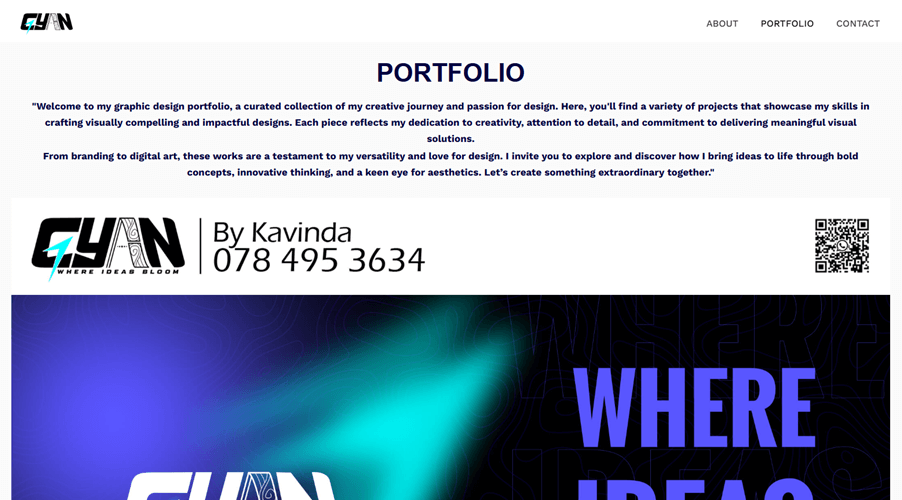 GYAN
ABOUT
PORTFOLIO
CONTACT
PORTFOLIO
"Welcome to my graphic design portfolio, a curated collection of my creative journey and passion for design. Here, you'll find a variety of projects that showcase my skills in
crafting visually compelling and impactful designs. Each piece reflects my dedication to creativity, attention to detail, and commitment to delivering meaningful visual
solutions.
From branding to digital art, these works are a testament to my versatility and love for design. I invite you to explore and discover how I bring ideas to life through bold
concepts, innovative thinking, and a keen eye for aesthetics. Let's create something extraordinary together."
GYAN
WHERE IDEAS BLOOM
By Kavinda
078 495 3634
WHERE
WHERE
IDEAS
GYAN